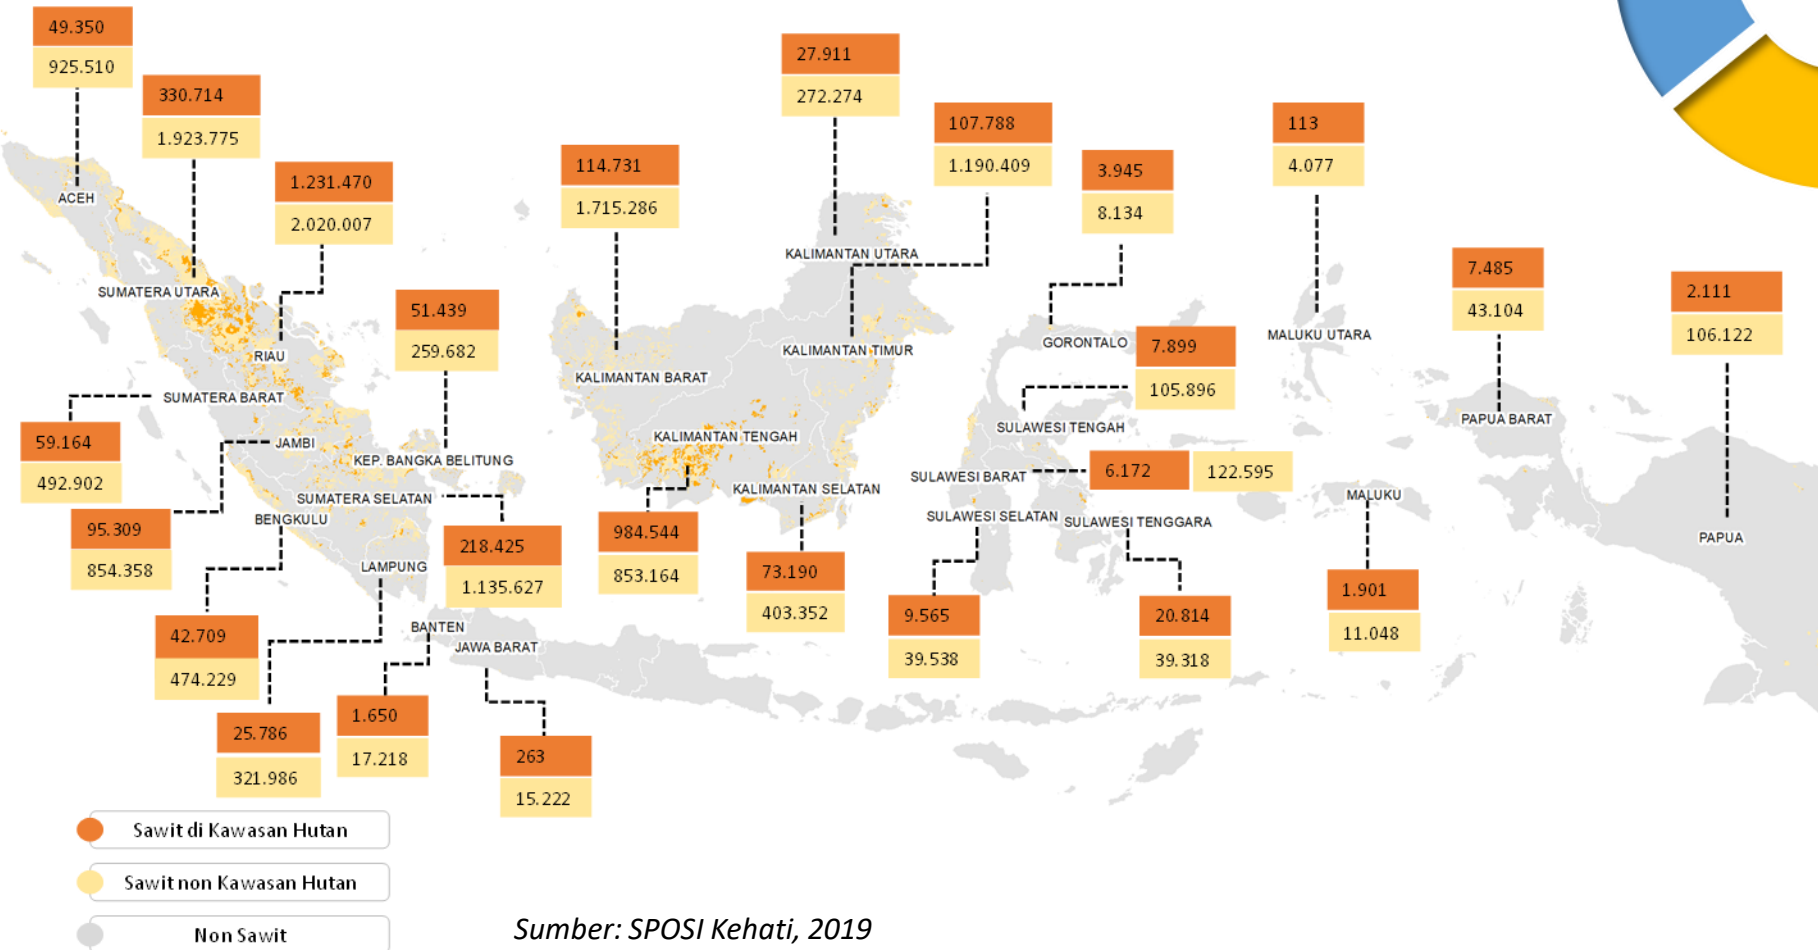 49.350
925.510
ACEH
330.714
1.923.775
SUMATERA UTARA
1.231.470
2.020.007
RIAU
51.439
259.682
KEP. BANGKA BELITUNG
SUMATERA BARAT
59.164
492.902
JAMBI
95.309
854.358
SUMATERA SELATAN
218.425
1.135.627
BENGKULU
42.709
474.229
LAMPUNG
25.786
321.986
BANTEN
1.650
17.218
JAWA BARAT
263
15.222
114.731
1.715.286
KALIMANTAN BARAT
27.911
272.274
KALIMANTAN UTARA
107.788
1.190.409
KALIMANTAN TIMUR
KALIMANTAN TENGAH
984.544
853.164
KALIMANTAN SELATAN
73.190
403.352
3.945
8.134
GORONTALO
7.899
105.896
SULAWESI TENGAH
SULAWESI BARAT
6.172
122.595
SULAWESI SELATAN
9.565
39.538
SULAWESI TENGGARA
20.814
39.318
113
4.077
MALUKU UTARA
MALUKU
1.901
11.048
7.485
43.104
PAPUA BARAT
2.111
106.122
PAPUA
Sawit di Kawasan Hutan
Sawit non Kawasan Hutan
Non Sawit
Sumber: SPOSI Kehati, 2019